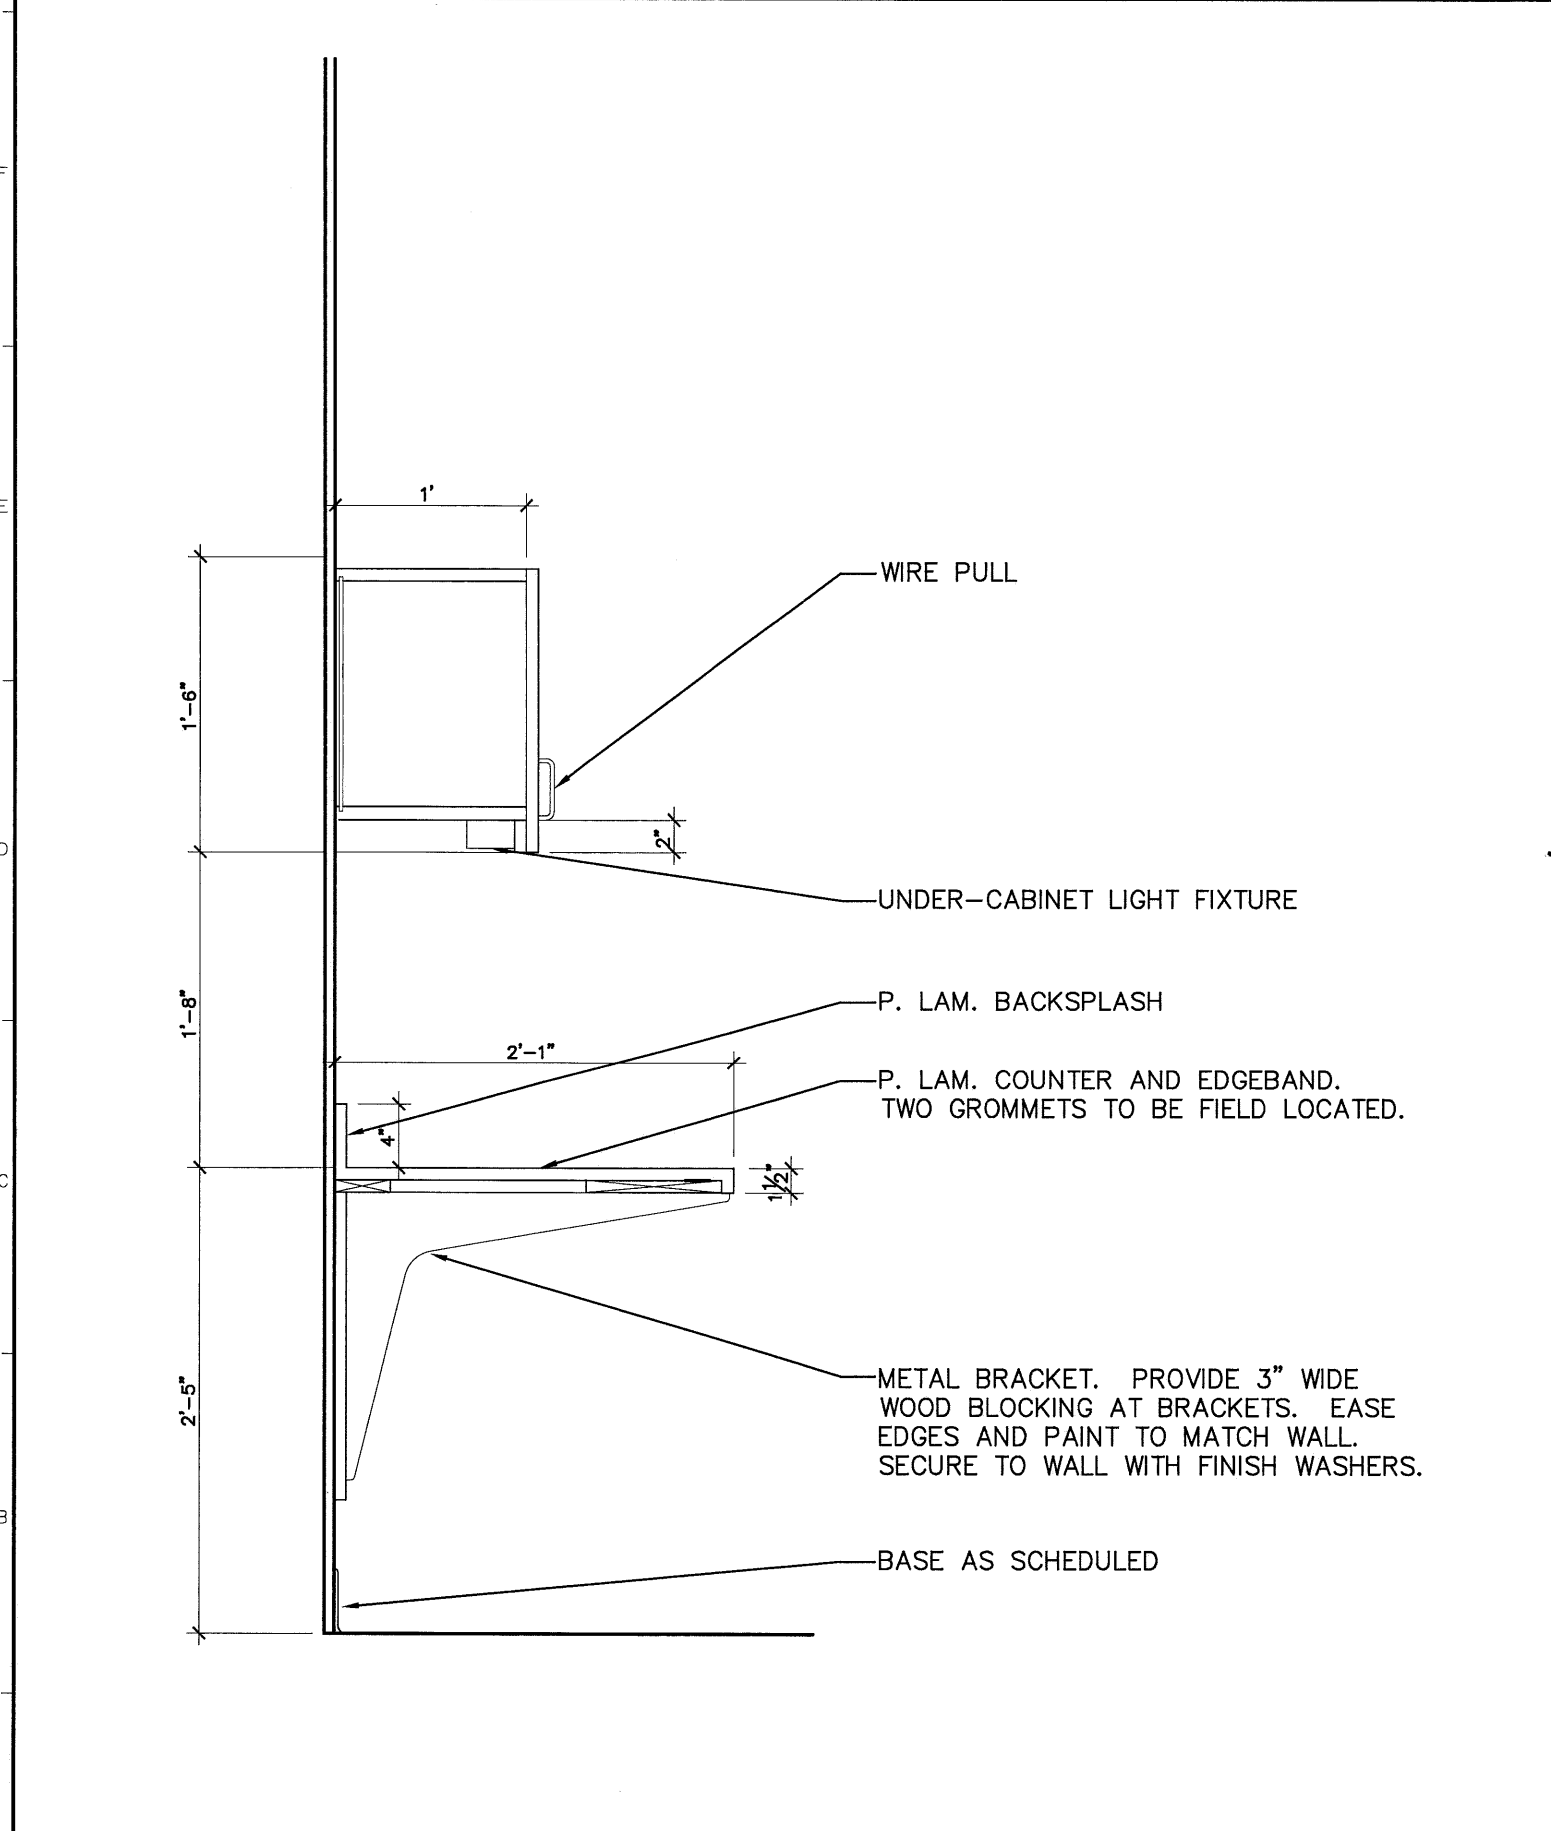 F
1'
E
WIRE PULL
1'-6"
2"
D
UNDER-CABINET LIGHT FIXTURE
1'-8"
P. LAM. BACKSPLASH
2'-1"
P. LAM. COUNTER AND EDGEBAND.
TWO GROMMETS TO BE FIELD LOCATED.
4"
C
1 1/2"
METAL BRACKET. PROVIDE 3" WIDE
WOOD BLOCKING AT BRACKETS. EASE
EDGES AND PAINT TO MATCH WALL.
SECURE TO WALL WITH FINISH WASHERS.
2'-5"
B
BASE AS SCHEDULED